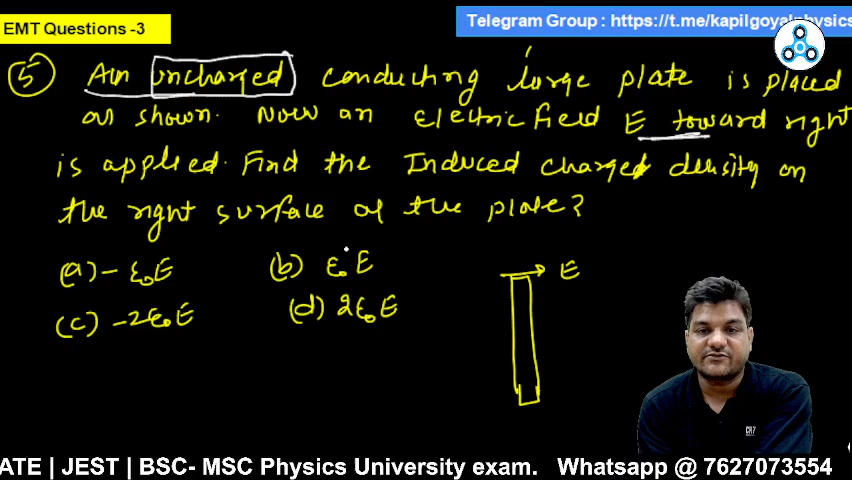 EMT Questions -3
Telegram Group : https://t.me/kapilgoyalphysics
(5) An uncharged conducting large plate is placed
as shown. Now an electric field E toward right
is applied. Find the Induced charged density on
the right surface of the plate?
(a) - ε₀E (b) ε₀E
(c) -2ε₀E (d) 2ε₀E
E
CR7
ATE | JEST | BSC- MSC Physics University exam. Whatsapp @ 7627073554